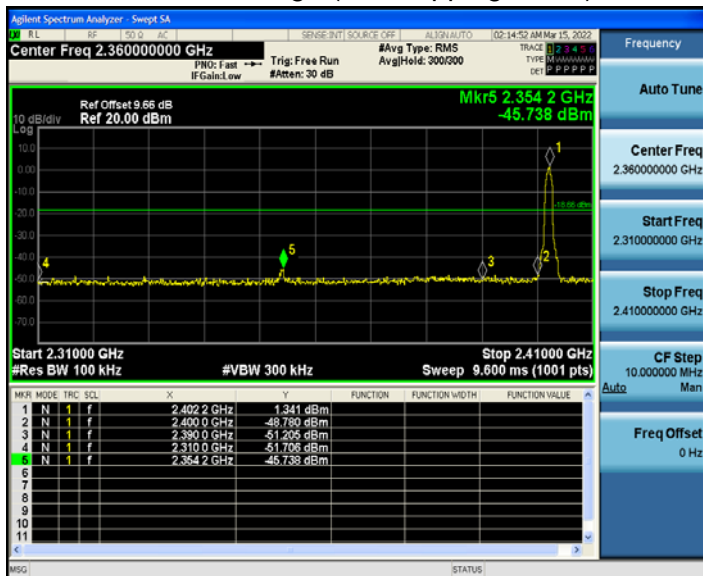 Agilent Spectrum Analyzer - Swept SA
RL RF 50 Ω AC SENSE:INT SOURCE OFF ALIGN AUTO 02:14:52 AM Mar 15, 2022
Center Freq 2.360000000 GHz
PNO: Fast
IFGain:Low
Trig: Free Run
#Atten: 30 dB
#Avg Type: RMS
Avg|Hold: 300/300
TRACE 1 2 3 4 5 6
TYPE M
DET P P P P P P
Ref Offset 9.66 dB
10 dB/div Ref 20.00 dBm
Log
Mkr5 2.354 2 GHz
-45.738 dBm
10.0
0.00
-10.0
-20.0
-30.0
-40.0
-50.0
-60.0
-70.0
1
-18.66 dBm
5
4
3
2
Start 2.31000 GHz Stop 2.41000 GHz
#Res BW 100 kHz #VBW 300 kHz Sweep 9.600 ms (1001 pts)
MKR MODE TRC SCL X Y FUNCTION FUNCTION WIDTH FUNCTION VALUE
1 N 1 f 2.402 2 GHz 1.341 dBm
2 N 1 f 2.400 0 GHz -48.780 dBm
3 N 1 f 2.390 0 GHz -51.205 dBm
4 N 1 f 2.310 0 GHz -51.706 dBm
5 N 1 f 2.354 2 GHz -45.738 dBm
6
7
8
9
10
11
MSG STATUS
Frequency
Auto Tune
Center Freq
2.360000000 GHz
Start Freq
2.310000000 GHz
Stop Freq
2.410000000 GHz
CF Step
10.000000 MHz
Auto Man
Freq Offset
0 Hz